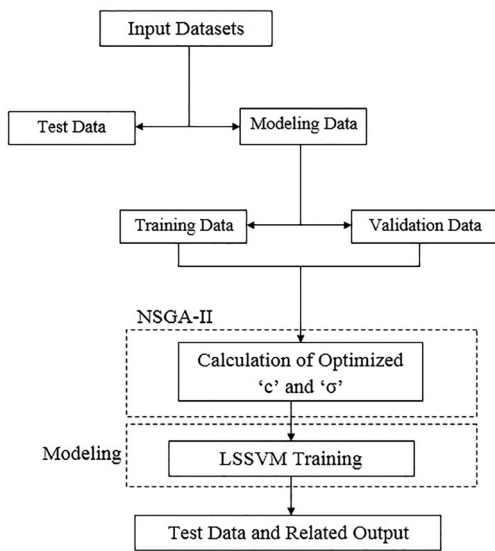 Input Datasets
Test Data
Modeling Data
Training Data
Validation Data
NSGA-II
Calculation of Optimized
‘c’ and ‘σ’
Modeling
LSSVM Training
Test Data and Related Output